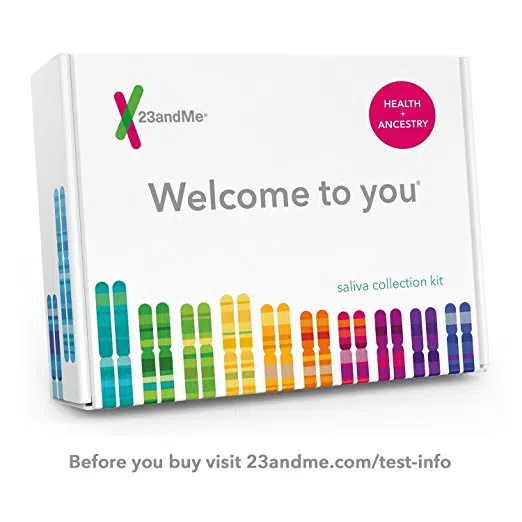 23andMe®
HEALTH
+
ANCESTRY
Welcome to you®
saliva collection kit
Before you buy visit 23andme.com/test-info